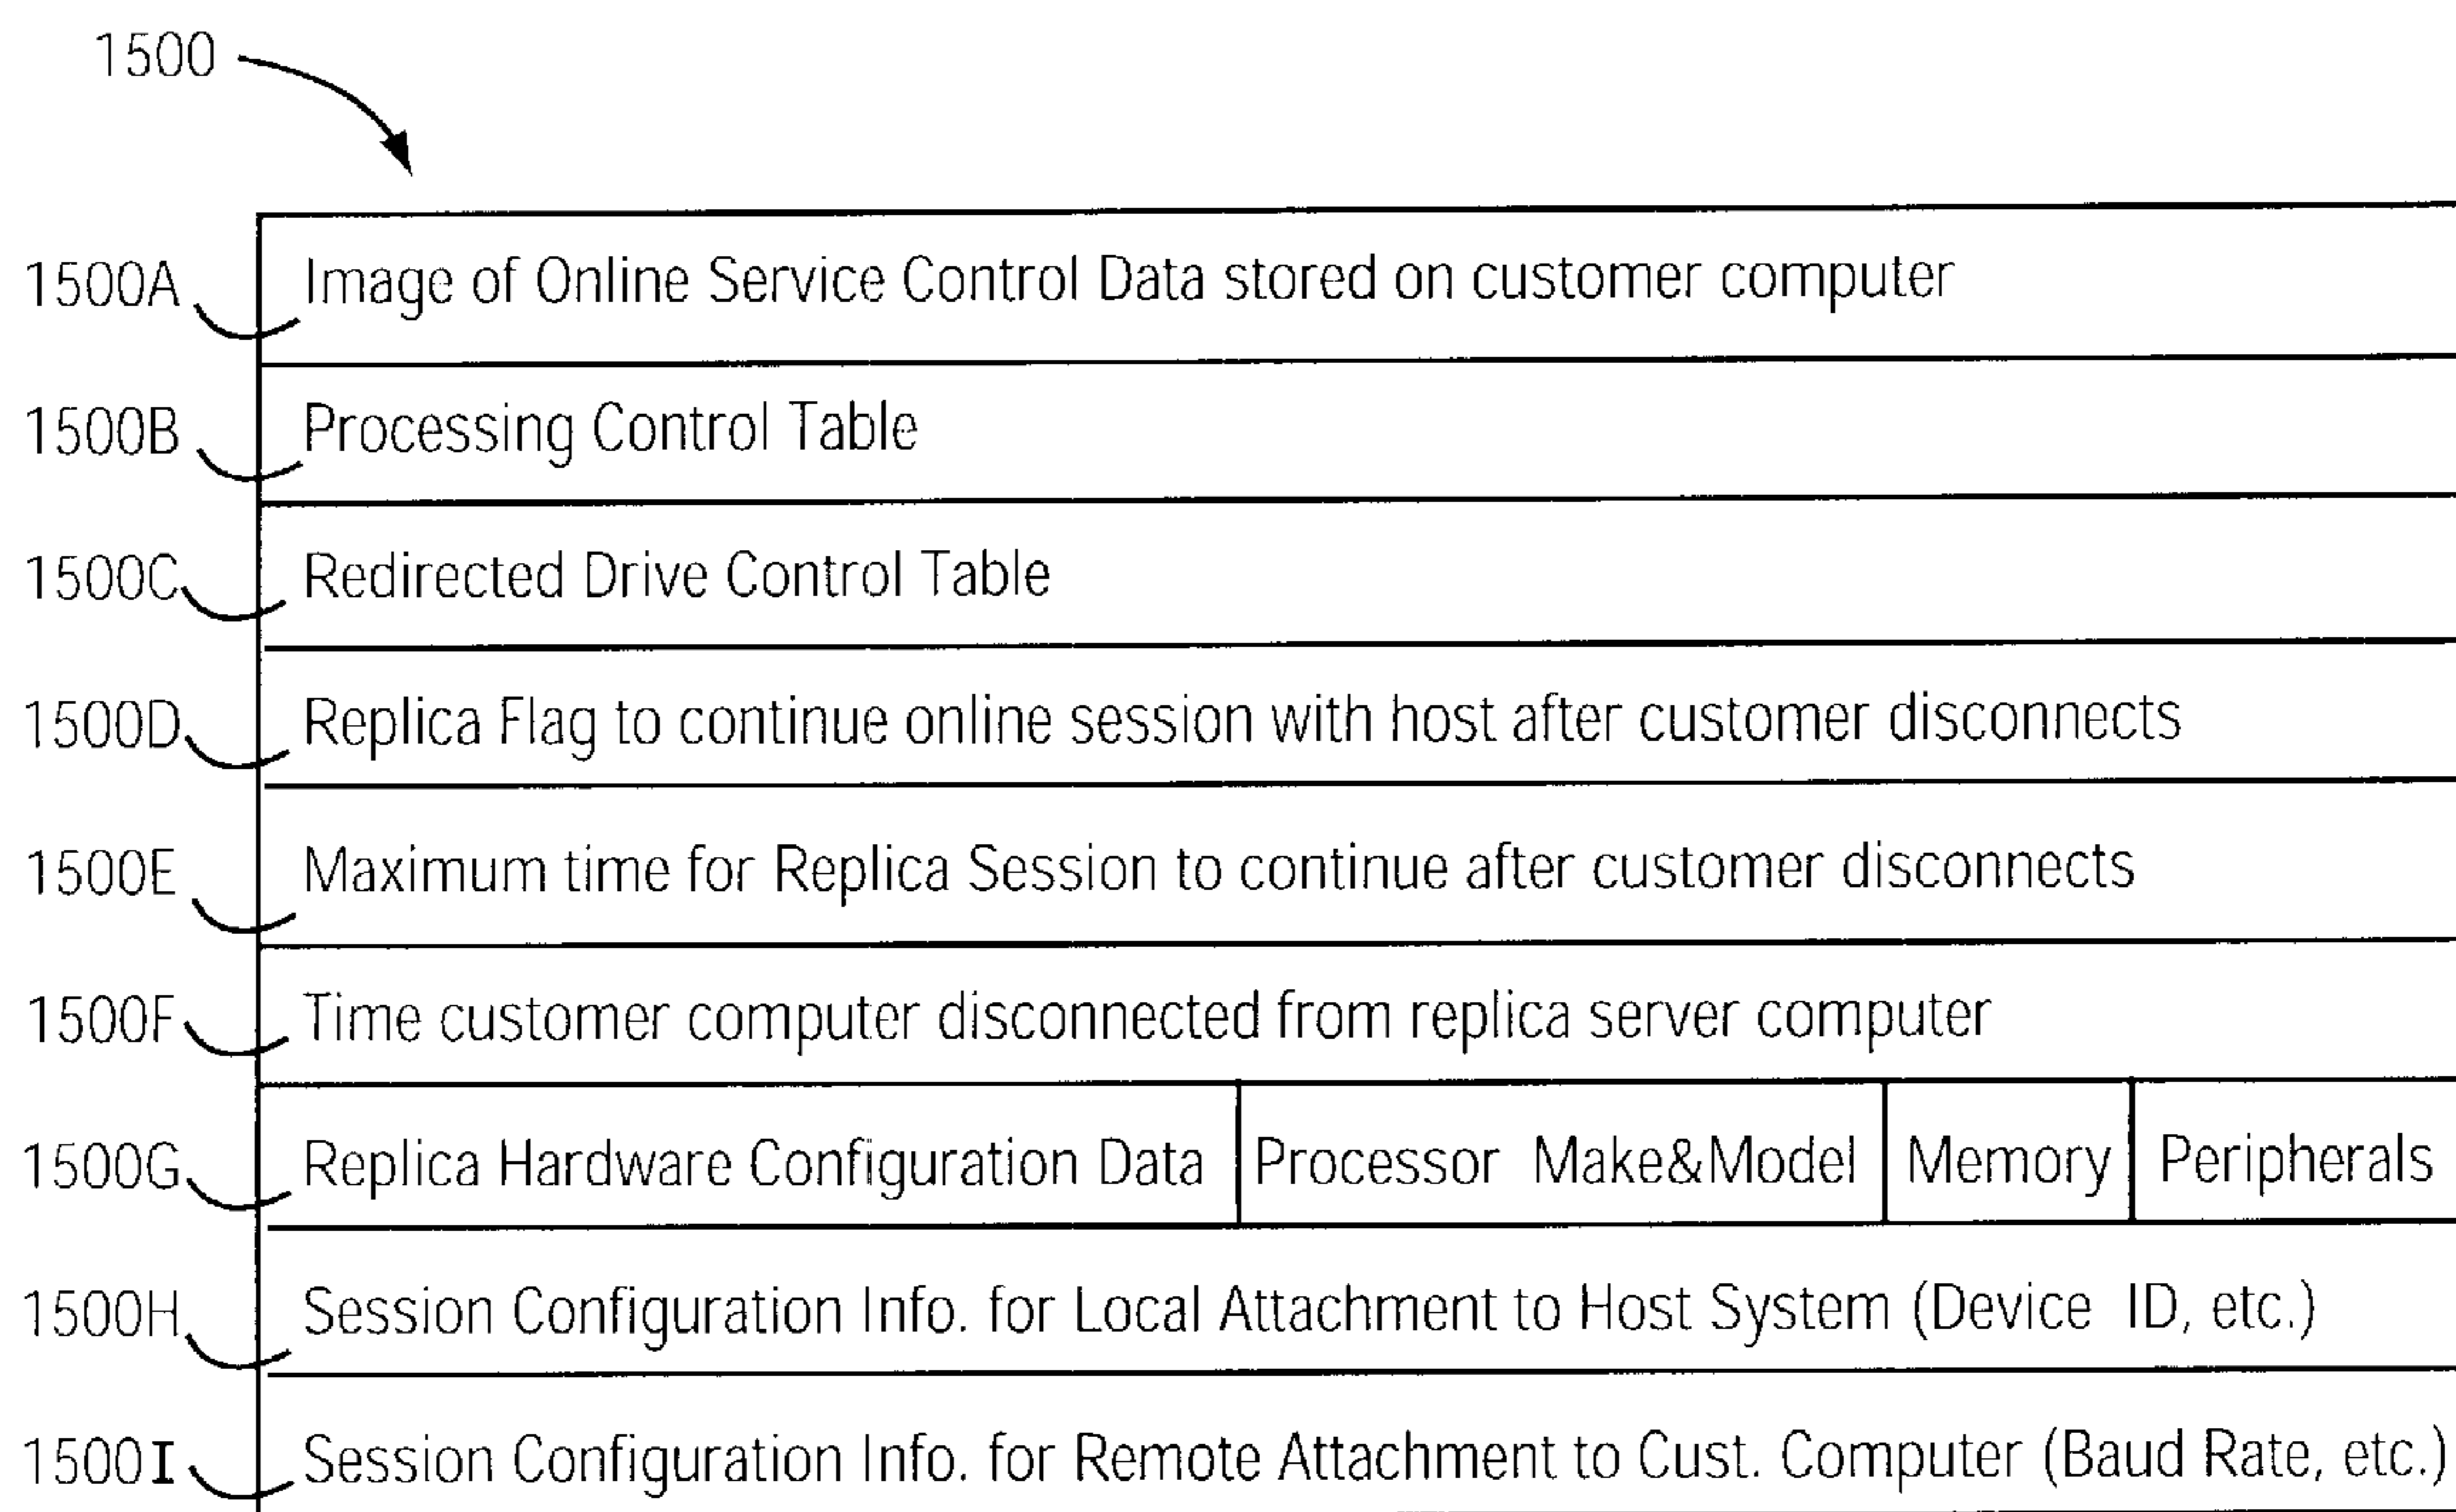 1500
1500A Image of Online Service Control Data stored on customer computer
1500B Processing Control Table
1500C Redirected Drive Control Table
1500D Replica Flag to continue online session with host after customer disconnects
1500E Maximum time for Replica Session to continue after customer disconnects
1500F Time customer computer disconnected from replica server computer
1500G Replica Hardware Configuration Data Processor Make&Model Memory Peripherals
1500H Session Configuration Info. for Local Attachment to Host System (Device ID, etc.)
1500I Session Configuration Info. for Remote Attachment to Cust. Computer (Baud Rate, etc.)